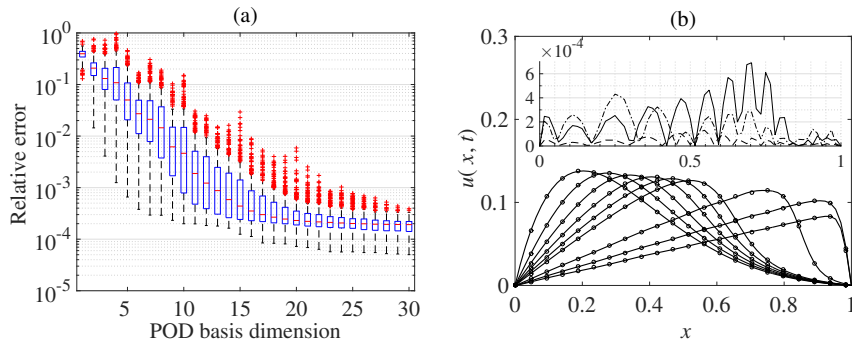 (a)
10^0
10^-1
10^-2
10^-3
10^-4
10^-5
Relative error
5 10 15 20 25 30
POD basis dimension
(b)
0.3
0.2
0.1
0
u(x, t)
×10^-4
6
4
2
0
0 0.5 1
0 0.2 0.4 0.6 0.8 1
x